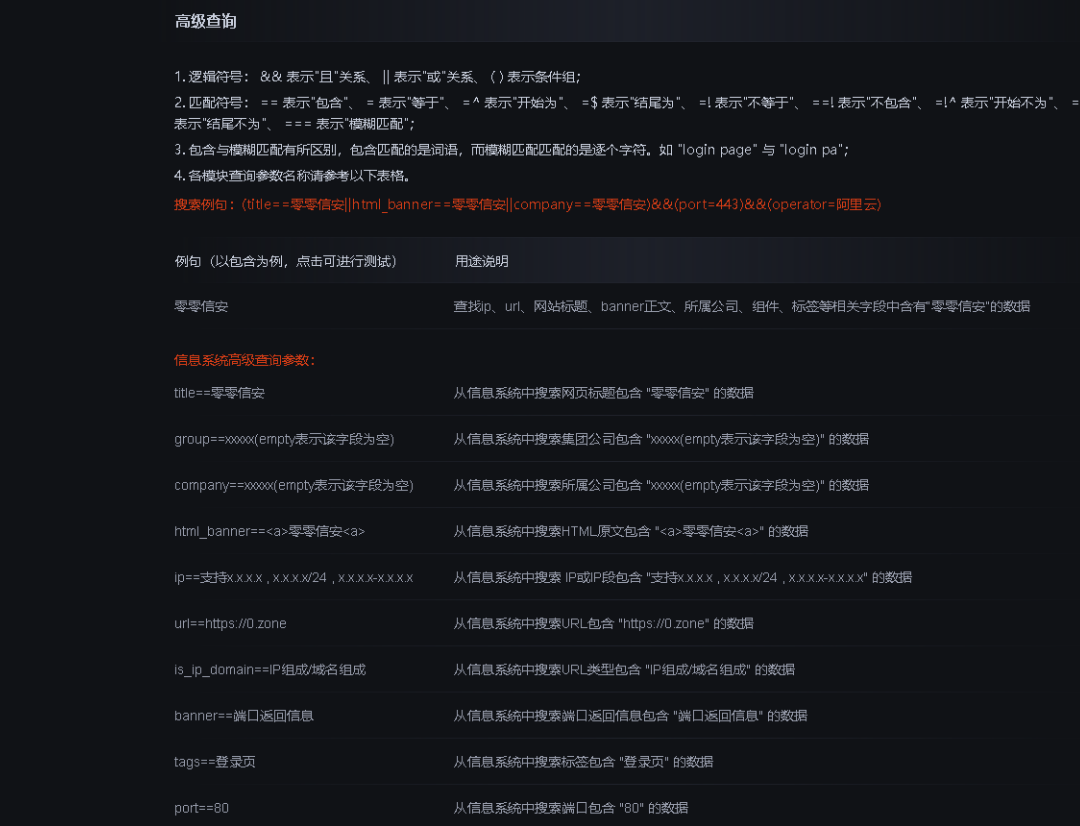 高级查询
1. 逻辑符号： && 表示"且"关系、 || 表示"或"关系、 ( ) 表示条件组;
2. 匹配符号： == 表示"包含"、 = 表示"等于"、 =^ 表示"开始为"、 =$ 表示"结尾为"、 =! 表示"不等于"、 ==! 表示"不包含"、 =!^ 表示"开始不为"、 =
表示"结尾不为"、 === 表示"模糊匹配";
3. 包含与模糊匹配有所区别，包含匹配的是词语，而模糊匹配匹配的是逐个字符。如 "login page" 与 "login pa";
4. 各模块查询参数名称请参考以下表格。
搜索例句：(title==零零信安||html_banner==零零信安||company==零零信安)&&(port=443)&&(operator=阿里云)
例句（以包含为例，点击可进行测试） 用途说明
零零信安 查找ip、url、网站标题、banner正文、所属公司、组件、标签等相关字段中含有"零零信安"的数据
信息系统高级查询参数：
title==零零信安 从信息系统中搜索网页标题包含 "零零信安" 的数据
group==xxxxx(empty表示该字段为空) 从信息系统中搜索集团公司包含 "xxxxx(empty表示该字段为空)" 的数据
company==xxxxx(empty表示该字段为空) 从信息系统中搜索所属公司包含 "xxxxx(empty表示该字段为空)" 的数据
html_banner==<a>零零信安<a> 从信息系统中搜索HTML原文包含 "<a>零零信安<a>" 的数据
ip==支持x.x.x.x , x.x.x.x/24 , x.x.x.x-x.x.x.x 从信息系统中搜索 IP或IP段包含 "支持x.x.x.x , x.x.x.x/24 , x.x.x.x-x.x.x.x" 的数据
url==https://0.zone 从信息系统中搜索URL包含 "https://0.zone" 的数据
is_ip_domain==IP组成/域名组成 从信息系统中搜索URL类型包含 "IP组成/域名组成" 的数据
banner==端口返回信息 从信息系统中搜索端口返回信息包含 "端口返回信息" 的数据
tags==登录页 从信息系统中搜索标签包含 "登录页" 的数据
port==80 从信息系统中搜索端口包含 "80" 的数据